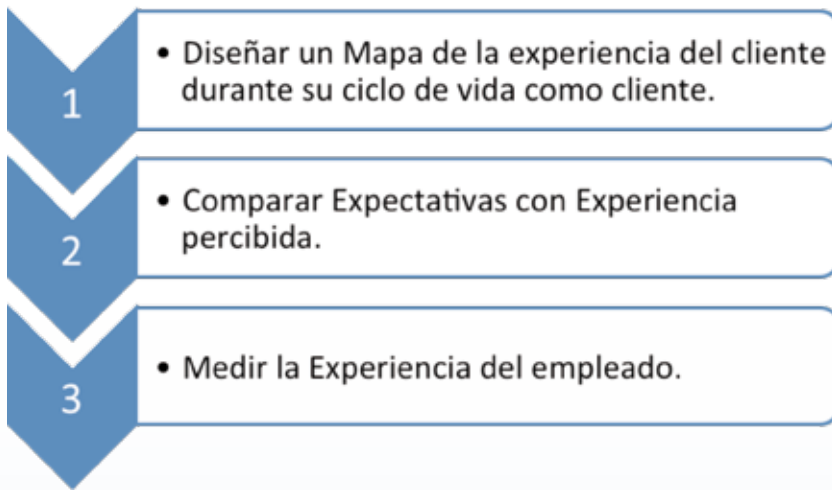 1
• Diseñar un Mapa de la experiencia del cliente
durante su ciclo de vida como cliente.
2
• Comparar Expectativas con Experiencia
percibida.
3
• Medir la Experiencia del empleado.